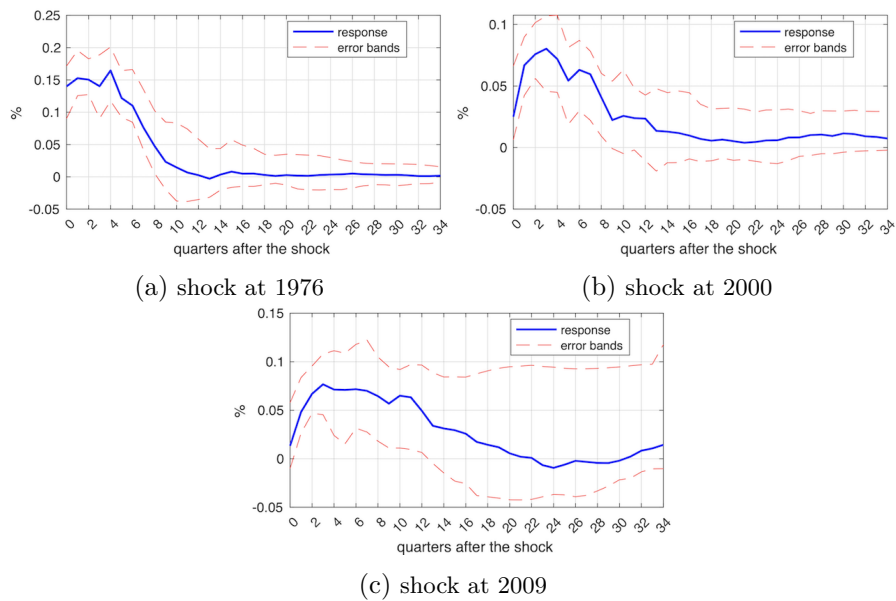 0.25
0.20
0.15
0.10
0.05
0
-0.05
%
response
error bands
0 2 4 6 8 10 12 14 16 18 20 22 24 26 28 30 32 34
quarters after the shock
(a) shock at 1976
0.1
0.05
0
-0.05
%
response
error bands
0 2 4 6 8 10 12 14 16 18 20 22 24 26 28 30 32 34
quarters after the shock
(b) shock at 2000
0.15
0.1
0.05
0
-0.05
%
response
error bands
0 2 4 6 8 10 12 14 16 18 20 22 24 26 28 30 32 34
quarters after the shock
(c) shock at 2009